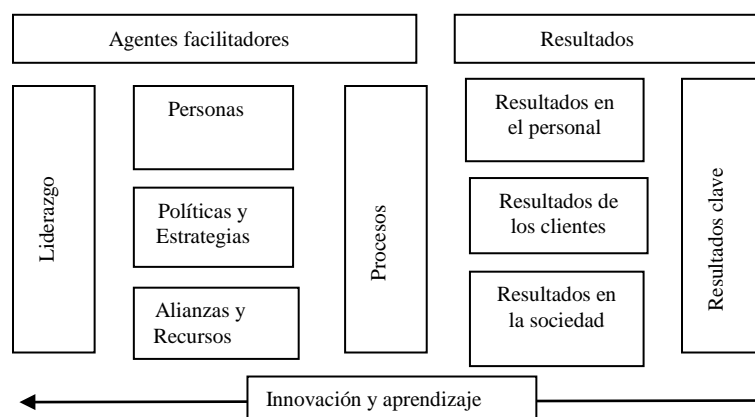 Agentes facilitadores
Resultados
Liderazgo
Personas
Políticas y
Estrategias
Alianzas y
Recursos
Procesos
Resultados en
el personal
Resultados de
los clientes
Resultados en
la sociedad
Resultados clave
Innovación y aprendizaje